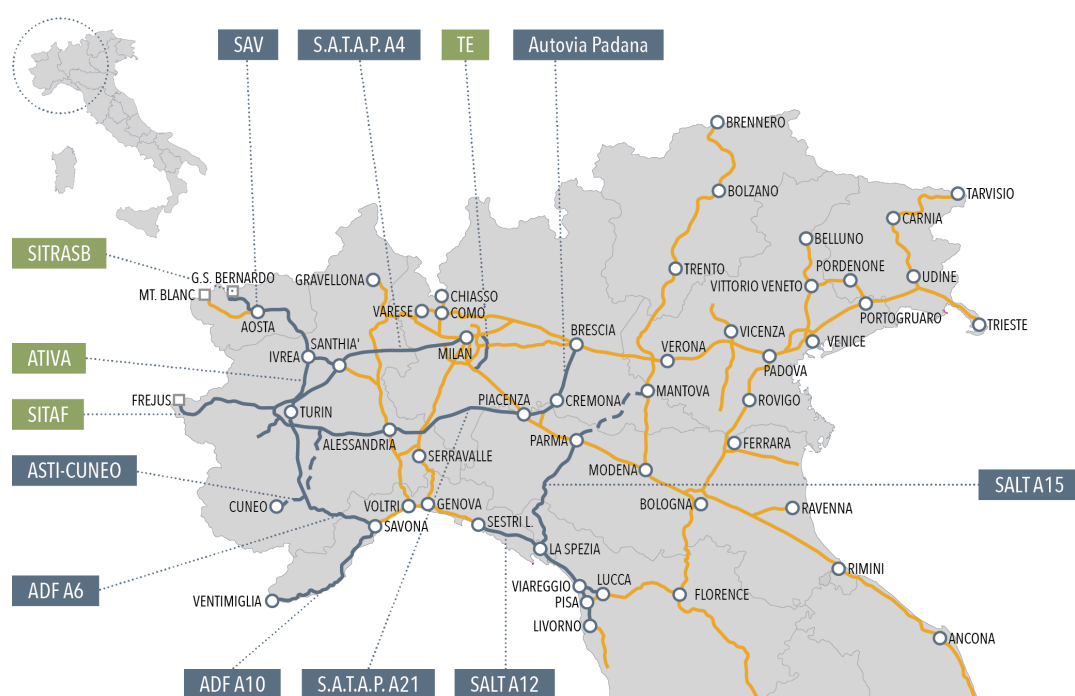 SAV
S.A.T.A.P. A4
TE
Autovia Padana
BRENNERO
BOLZANO
TARVISIO
CARNIA
BELLUNO
SITRASB
G.S. BERNARDO
MT. BLANC
GRAVELLONA
TRENTO
PORDENONE
UDINE
VITTORIO VENETO
CHIASSO
VARESE
COMO
AOSTA
PORTOGRUARO
TRIESTE
BRESCIA
VICENZA
VENICE
SANTHIA'
IVREA
MILAN
VERONA
PADOVA
ATIVA
FREJUS
SITAF
TURIN
PIACENZA
CREMONA
MANTOVA
ROVIGO
ALESSANDRIA
PARMA
FERRARA
SERRAVALLE
ASTI-CUNEO
MODENA
SALT A15
CUNEO
VOLTRI
GENOVA
BOLOGNA
RAVENNA
SAVONA
SESTRI L.
LA SPEZIA
RIMINI
ADF A6
VIAREGGIO
LUCCA
VENTIMIGLIA
PISA
FLORENCE
LIVORNO
ANCONA
ADF A10
S.A.T.A.P. A21
SALT A12